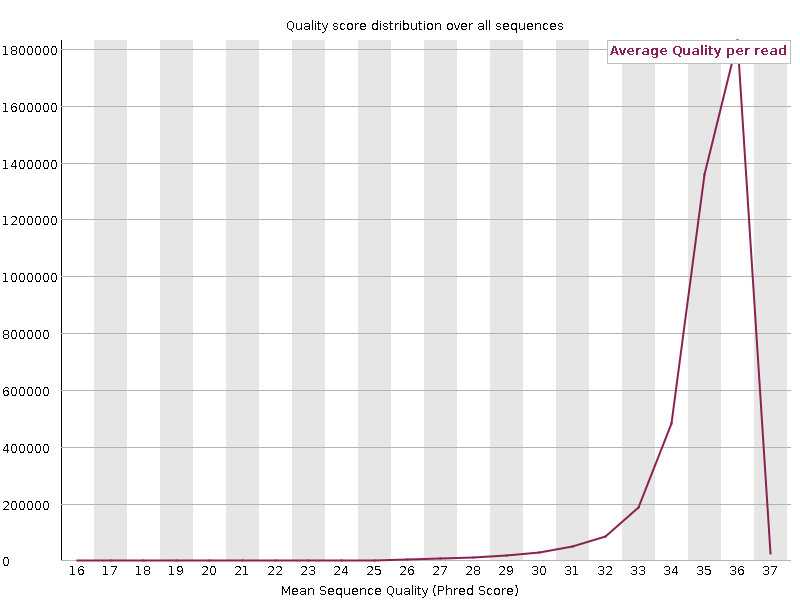 Quality score distribution over all sequences
Average Quality per read
1800000
1600000
1400000
1200000
1000000
800000
600000
400000
200000
0
16 17 18 19 20 21 22 23 24 25 26 27 28 29 30 31 32 33 34 35 36 37
Mean Sequence Quality (Phred Score)